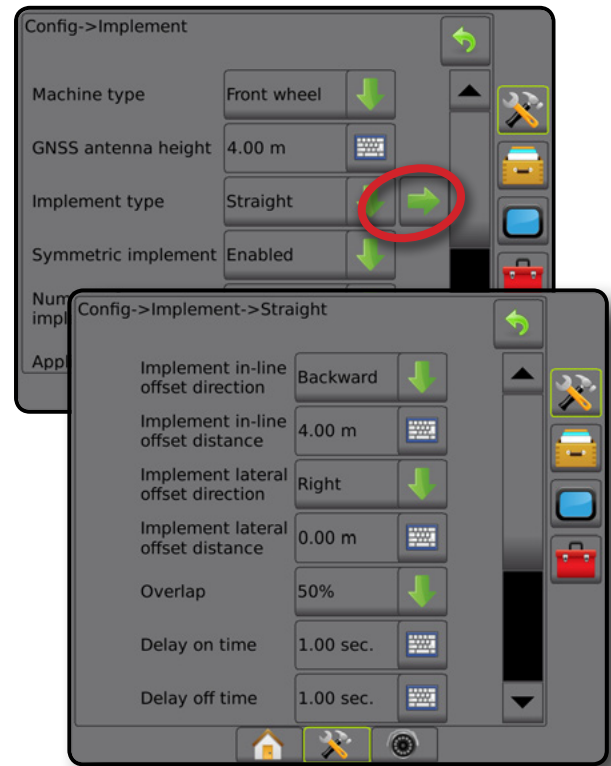 Config->Implement
Machine type Front wheel
GNSS antenna height 4.00 m
Implement type Straight
Symmetric implement Enabled
Config->Implement->Straight
Implement in-line
offset direction Backward
Implement in-line
offset distance 4.00 m
Implement lateral
offset direction Right
Implement lateral
offset distance 0.00 m
Overlap 50%
Delay on time 1.00 sec.
Delay off time 1.00 sec.